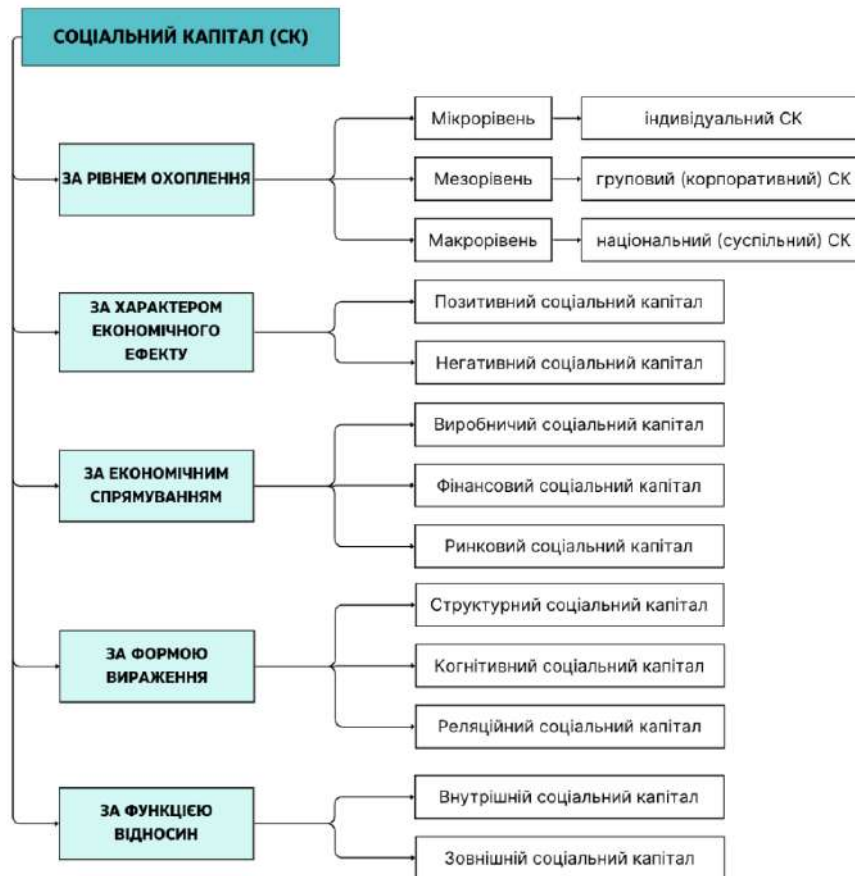 СОЦІАЛЬНИЙ КАПІТАЛ (СК)
ЗА РІВНЕМ ОХОПЛЕННЯ
Мікрорівень
індивідуальний СК
Мезорівень
груповий (корпоративний) СК
Макрорівень
національний (суспільний) СК
ЗА ХАРАКТЕРОМ
ЕКОНОМІЧНОГО
ЕФЕКТУ
Позитивний соціальний капітал
Негативний соціальний капітал
ЗА ЕКОНОМІЧНИМ
СПРЯМУВАННЯМ
Виробничий соціальний капітал
Фінансовий соціальний капітал
Ринковий соціальний капітал
ЗА ФОРМОЮ
ВИРАЖЕННЯ
Структурний соціальний капітал
Когнітивний соціальний капітал
Реляційний соціальний капітал
ЗА ФУНКЦІЄЮ
ВІДНОСИН
Внутрішній соціальний капітал
Зовнішній соціальний капітал